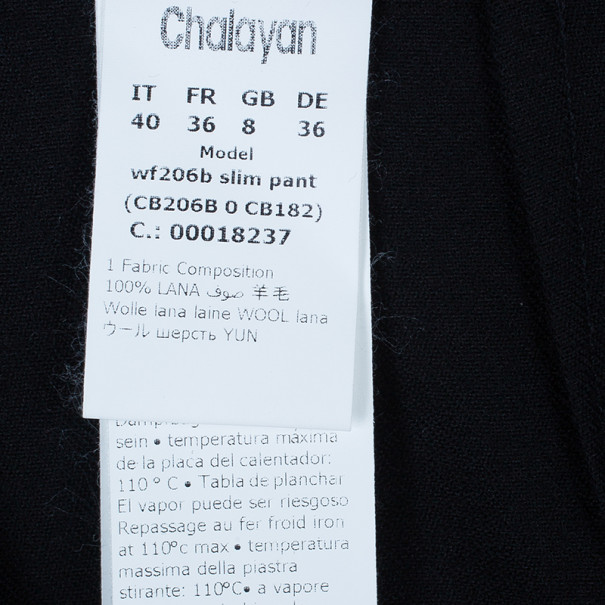 Chalayan
IT FR GB DE
40 36 8 36
Model
wf206b slim pant
(CB206B 0 CB182)
C.: 00018237
1 Fabric Composition
100% LANA صوف 羊毛
Wolle lana laine WOOL lana
ウール шерсть YUN
sein • temperatura máxima
de la placa del calentador:
110 ° C • Tabla de planchar
El vapor puede ser riesgoso
Repassage au fer froid iron
at 110°c max • temperatura
massima della piastra
stirante: 110°C• a vapore